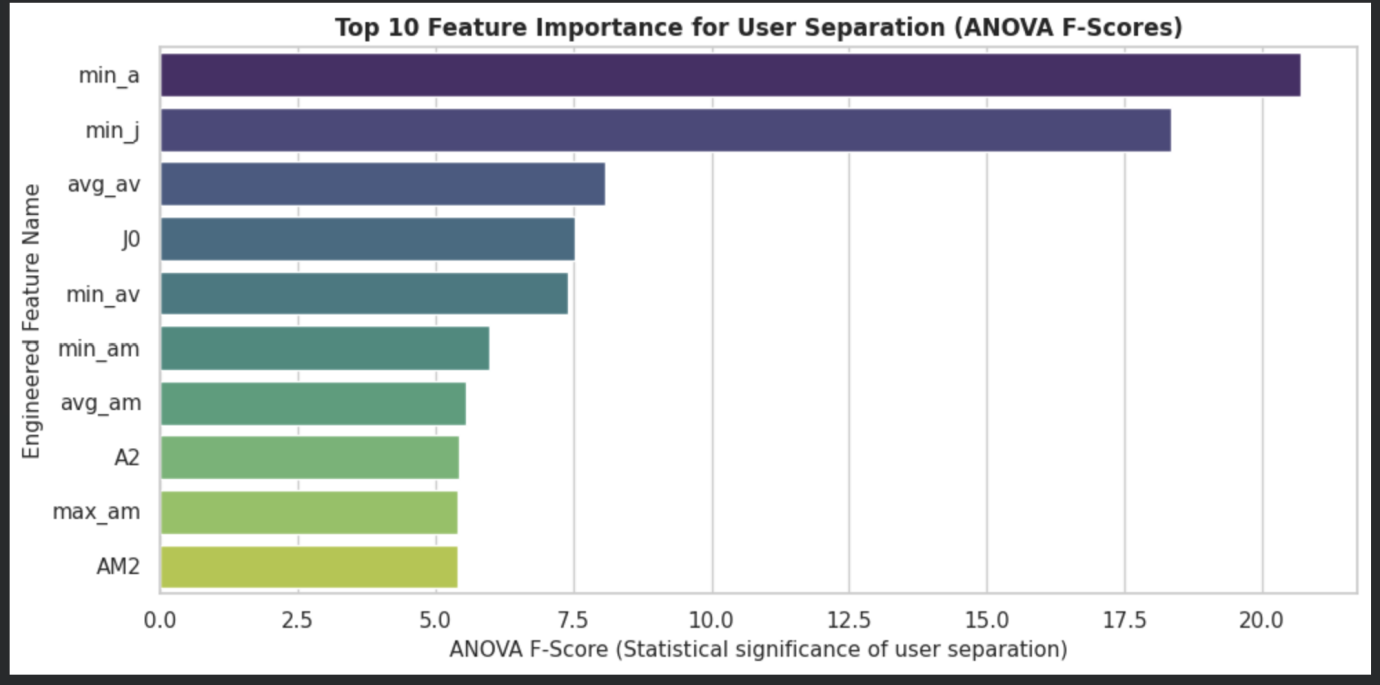 Top 10 Feature Importance for User Separation (ANOVA F-Scores)
Engineered Feature Name
min_a
min_j
avg_av
J0
min_av
min_am
avg_am
A2
max_am
AM2
0.0 2.5 5.0 7.5 10.0 12.5 15.0 17.5 20.0
ANOVA F-Score (Statistical significance of user separation)